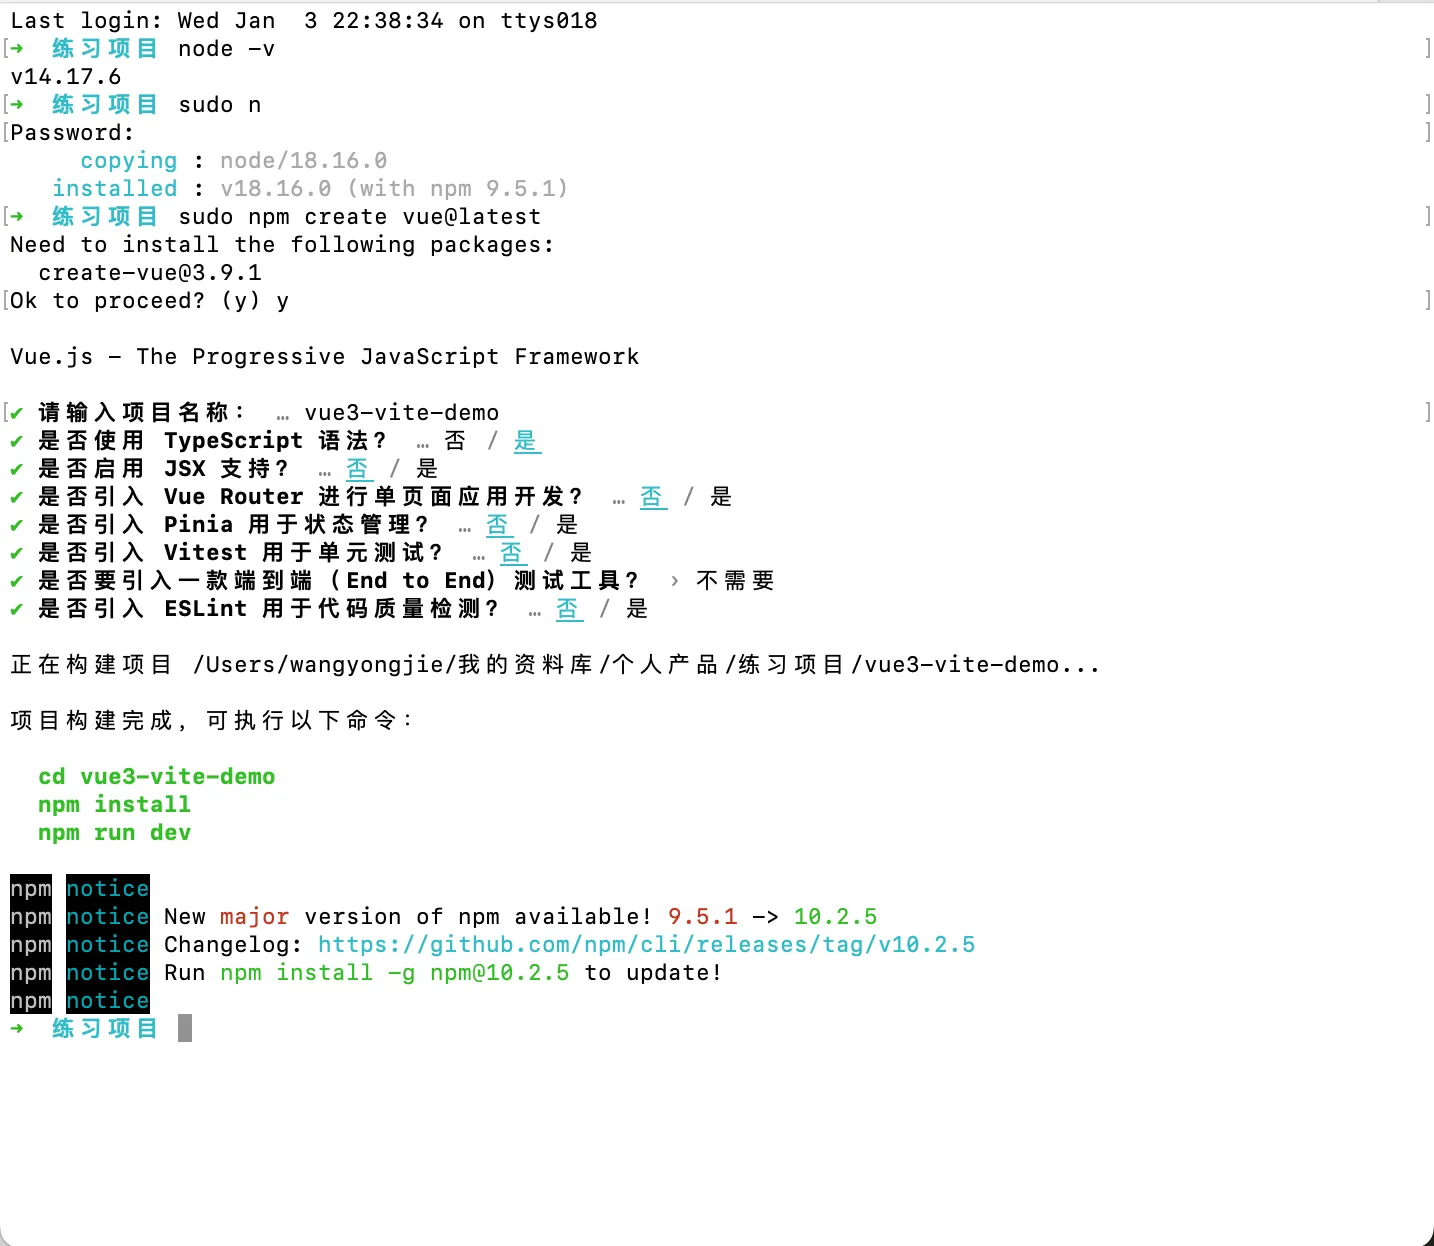 Last login: Wed Jan  3 22:38:34 on ttys018
[➜  练习项目 node -v ]
v14.17.6
[➜  练习项目 sudo n ]
[Password: ]
     copying : node/18.16.0
   installed : v18.16.0 (with npm 9.5.1)
[➜  练习项目 sudo npm create vue@latest ]
Need to install the following packages:
  create-vue@3.9.1
[Ok to proceed? (y) y ]
Vue.js - The Progressive JavaScript Framework
[✔ 请输入项目名称： … vue3-vite-demo ]
✔ 是否使用 TypeScript 语法？ … 否 / 是
✔ 是否启用 JSX 支持？ … 否 / 是
✔ 是否引入 Vue Router 进行单页面应用开发？ … 否 / 是
✔ 是否引入 Pinia 用于状态管理？ … 否 / 是
✔ 是否引入 Vitest 用于单元测试？ … 否 / 是
✔ 是否要引入一款端到端（End to End）测试工具？ › 不需要
✔ 是否引入 ESLint 用于代码质量检测？ … 否 / 是
正在构建项目 /Users/wangyongjie/我的资料库/个人产品/练习项目/vue3-vite-demo...
项目构建完成，可执行以下命令：
  cd vue3-vite-demo
  npm install
  npm run dev
npm notice
npm notice New major version of npm available! 9.5.1 -> 10.2.5
npm notice Changelog: https://github.com/npm/cli/releases/tag/v10.2.5
npm notice Run npm install -g npm@10.2.5 to update!
npm notice
➜  练习项目